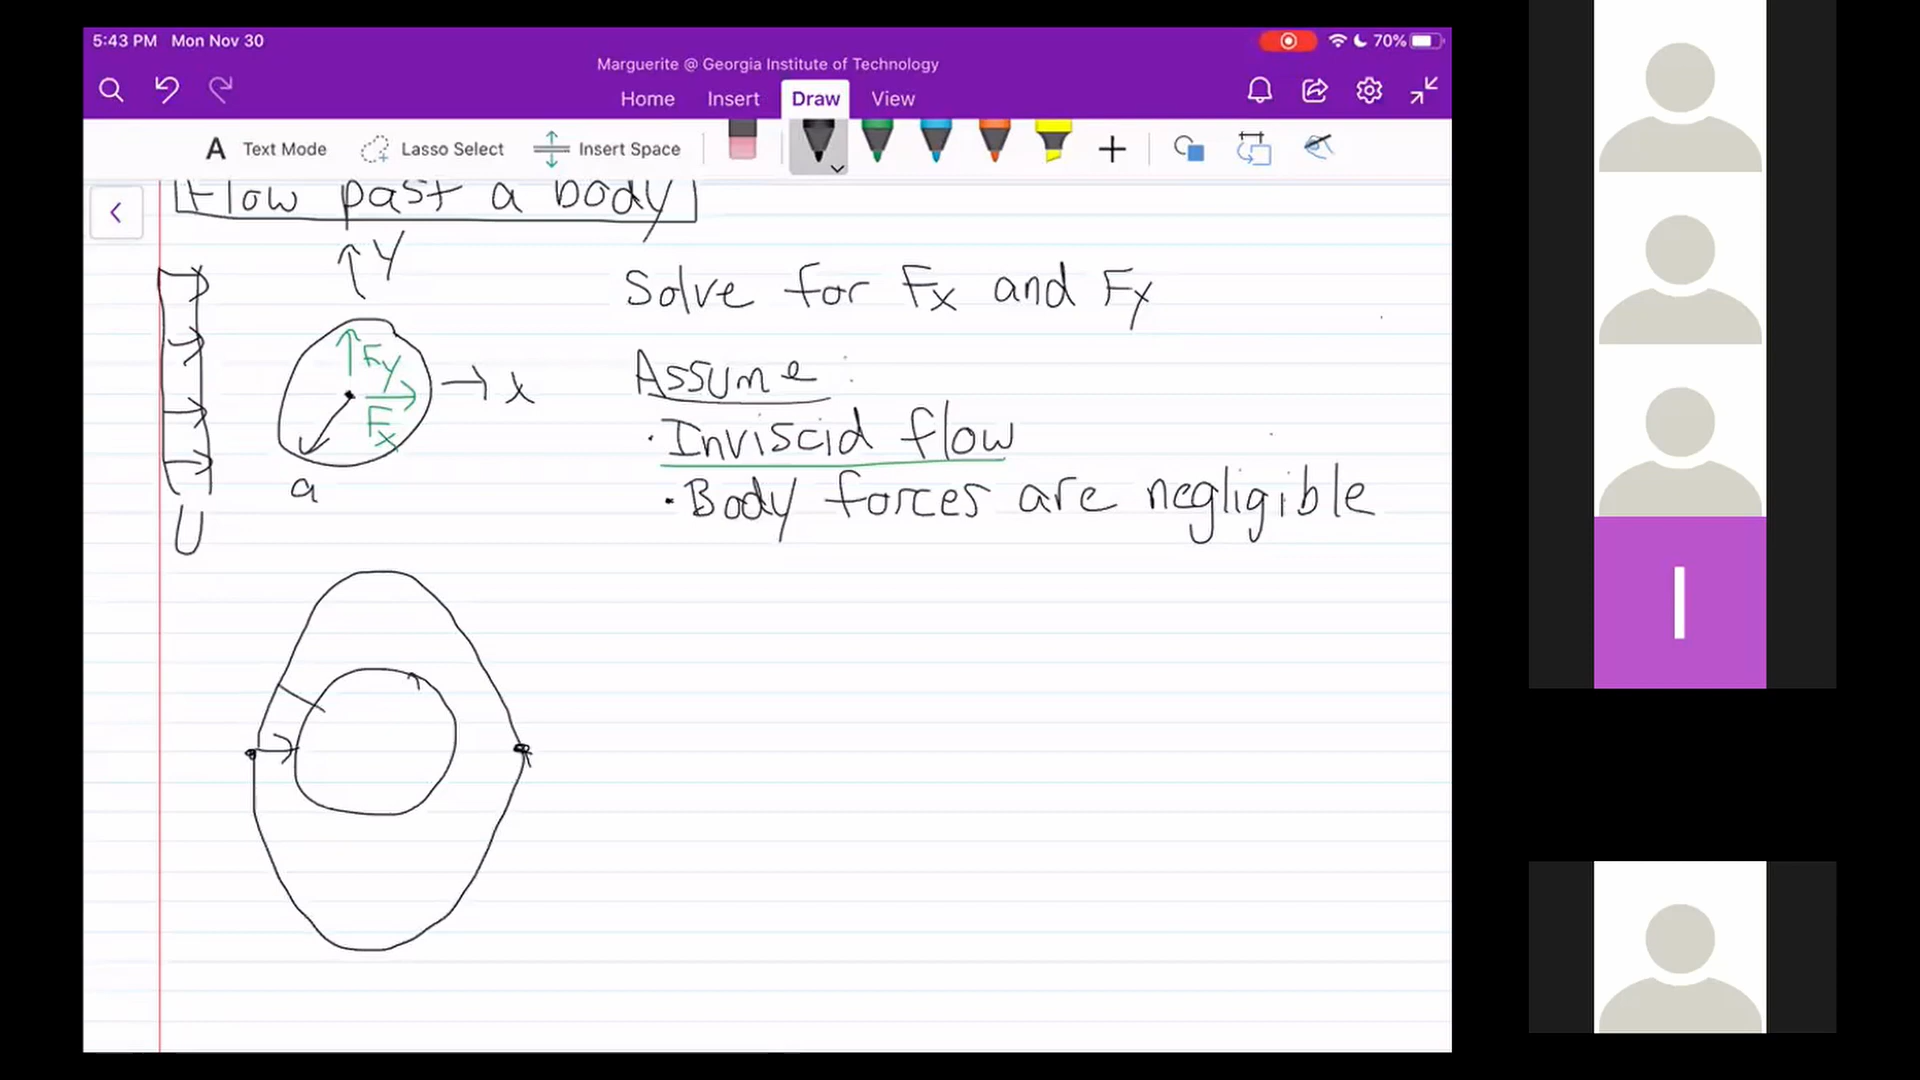 5:43 PM Mon Nov 30
70%
Marguerite @ Georgia Institute of Technology
Home Insert Draw View
A Text Mode Lasso Select Insert Space
Flow past a body
Y
Solve for Fx and Fy
Fy
x
Assume:
Fx
· Inviscid flow
a
· Body forces are negligible
U
I